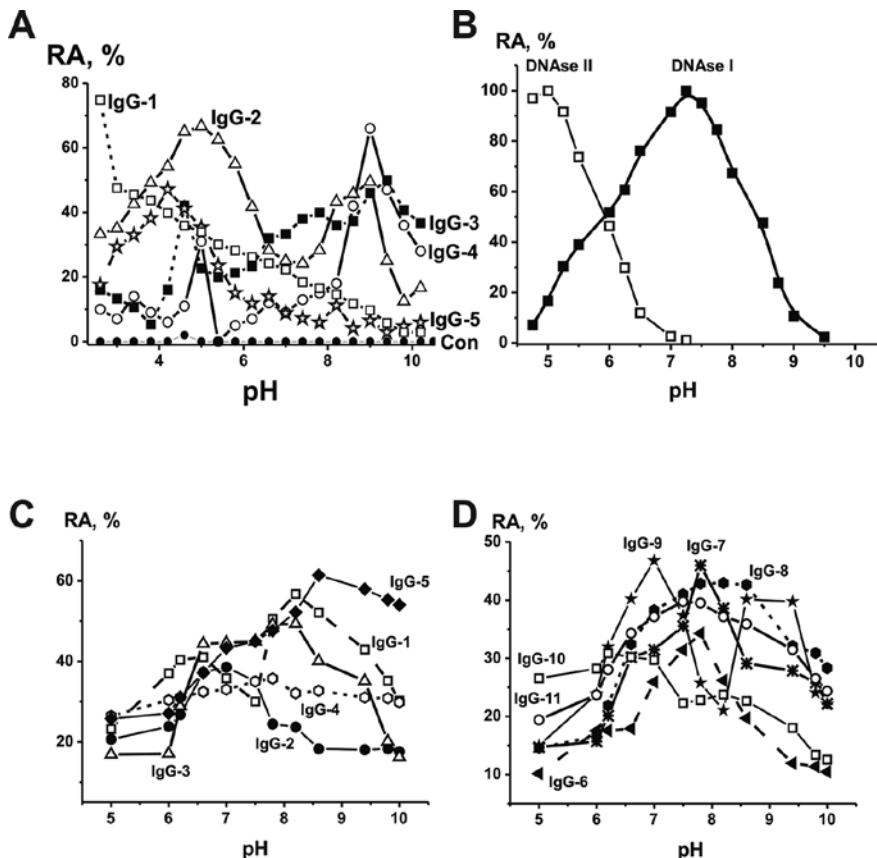 A
RA, %
80
60
40
20
0
4
6
8
10
pH
IgG-1
IgG-2
IgG-3
IgG-4
IgG-5
Con
B
RA, %
DNAse II
DNAse I
100
80
60
40
20
0
5
6
7
8
9
10
pH
C
RA, %
60
40
20
5
6
7
8
9
10
pH
IgG-5
IgG-1
IgG-4
IgG-2
IgG-3
D
RA, %
50
40
30
20
10
5
6
7
8
9
10
pH
IgG-9
IgG-7
IgG-8
IgG-10
IgG-11
IgG-6